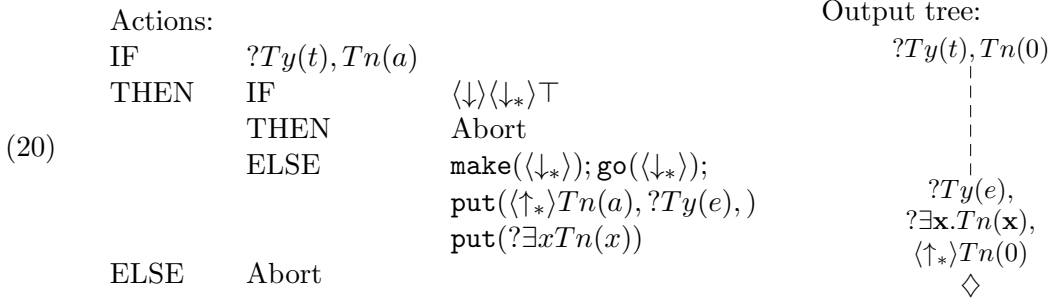 Actions:
IF ?Ty(t), Tn(a)
THEN IF ⟨↓⟩⟨↓*⟩⊤
THEN Abort
(20)
ELSE make(⟨↓*⟩); go(⟨↓*⟩);
put(⟨↑*⟩Tn(a), ?Ty(e), )
put(?∃xTn(x))
ELSE Abort
Output tree:
?Ty(t), Tn(0)
?Ty(e),
?∃x.Tn(x),
⟨↑*⟩Tn(0)
◇